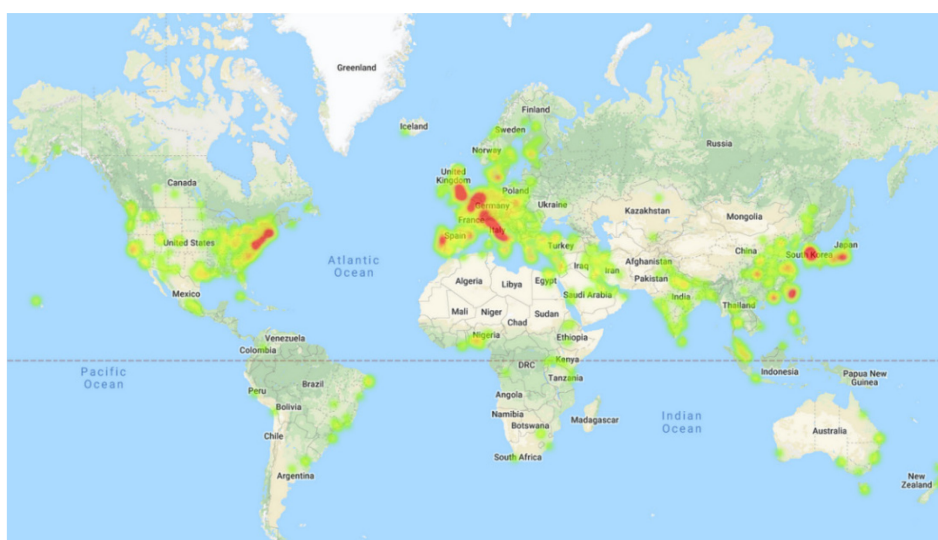 Greenland
Iceland
Finland
Sweden
Norway
Russia
United
Kingdom
Canada
Poland
Germany
Ukraine
France
Kazakhstan
Mongolia
Italy
United States
Spain
Turkey
China
Japan
South Korea
Atlantic
Ocean
Afghanistan
Iraq
Iran
Pakistan
Algeria
Libya
Egypt
Mexico
Saudi Arabia
India
Thailand
Mali
Niger
Sudan
Chad
Nigeria
Ethiopia
Venezuela
Colombia
DRC
Kenya
Pacific
Ocean
Indonesia
Papua New
Guinea
Tanzania
Peru
Brazil
Angola
Bolivia
Namibia
Indian
Ocean
Madagascar
Botswana
Australia
Chile
South Africa
Argentina
New
Zealand